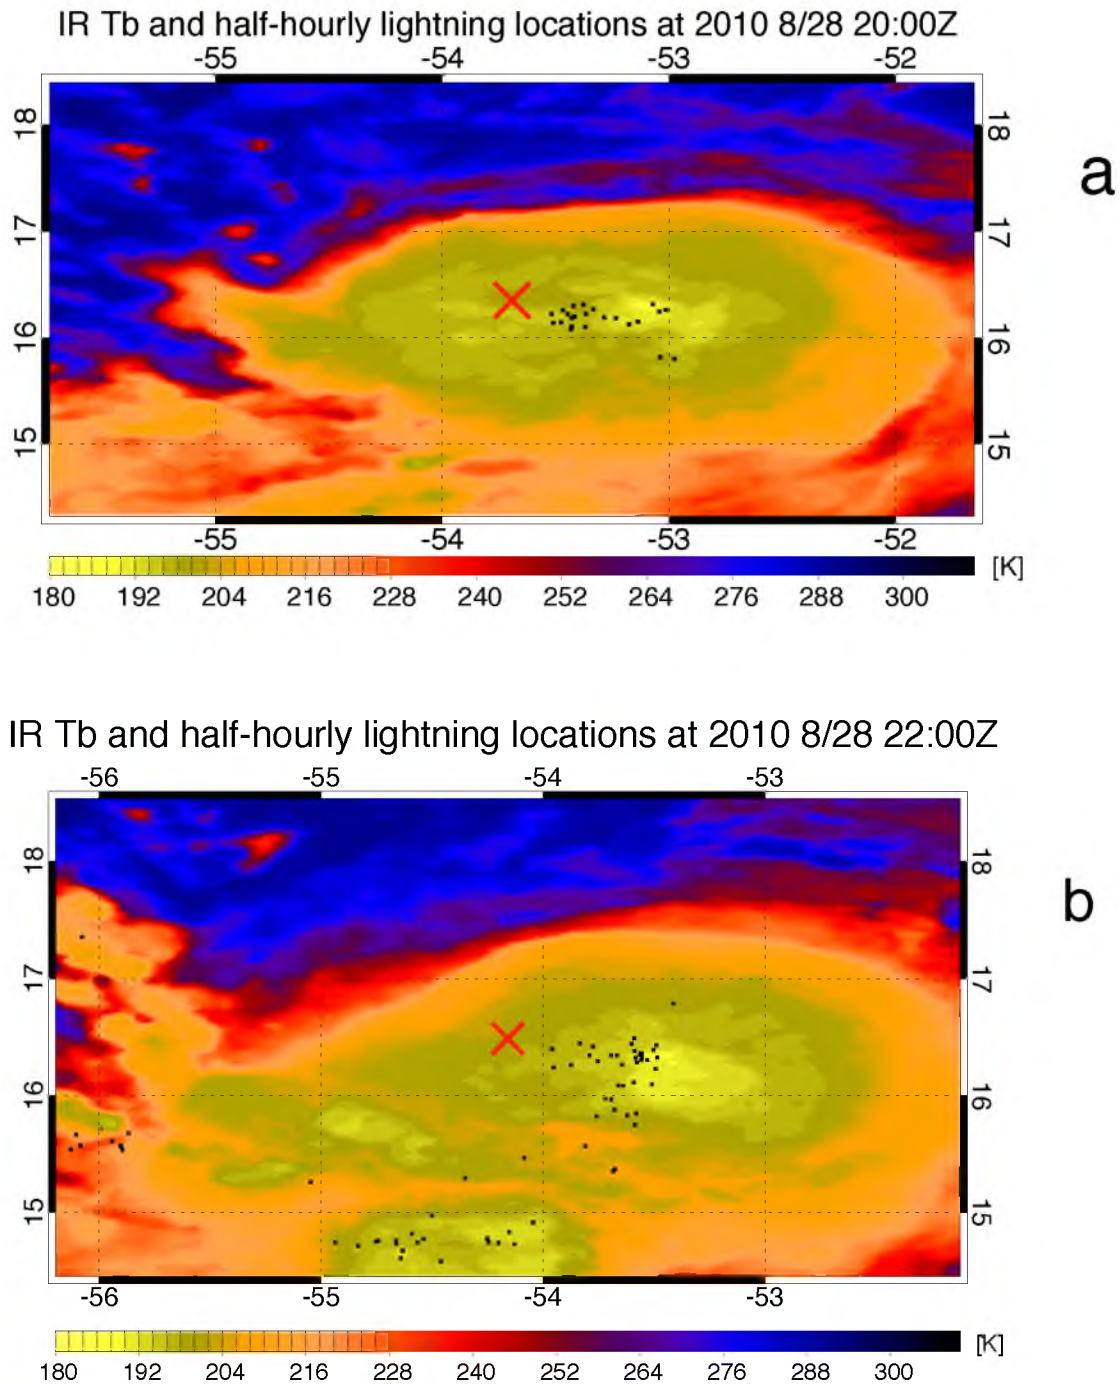 IR Tb and half-hourly lightning locations at 2010 8/28 20:00Z
-55 -54 -53 -52
18 18
a
17 17
16 16
15 15
-55 -54 -53 -52
[K]
180 192 204 216 228 240 252 264 276 288 300
IR Tb and half-hourly lightning locations at 2010 8/28 22:00Z
-56 -55 -54 -53
18 18
b
17 17
16 16
15 15
-56 -55 -54 -53
[K]
180 192 204 216 228 240 252 264 276 288 300